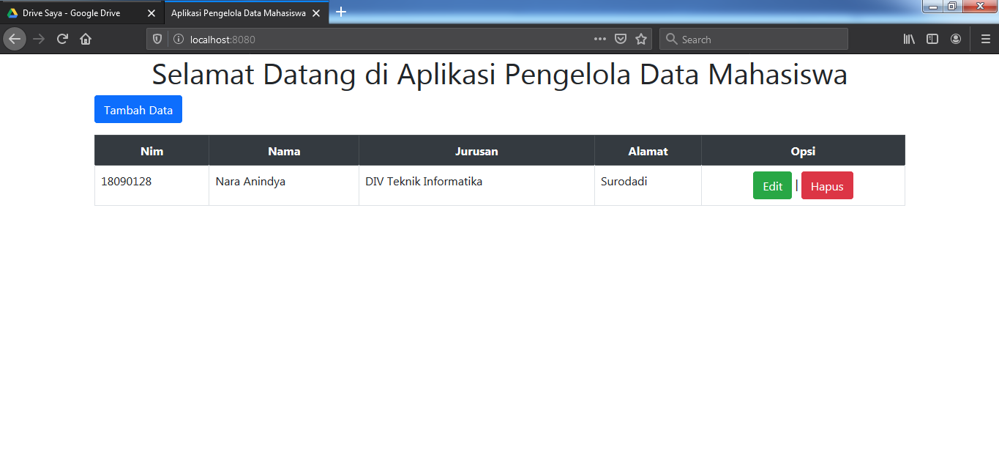 Drive Saya - Google Drive
Aplikasi Pengelola Data Mahasiswa
localhost:8080
Search
Selamat Datang di Aplikasi Pengelola Data Mahasiswa
Tambah Data
Nim Nama Jurusan Alamat Opsi
18090128 Nara Anindya DIV Teknik Informatika Surodadi Edit | Hapus